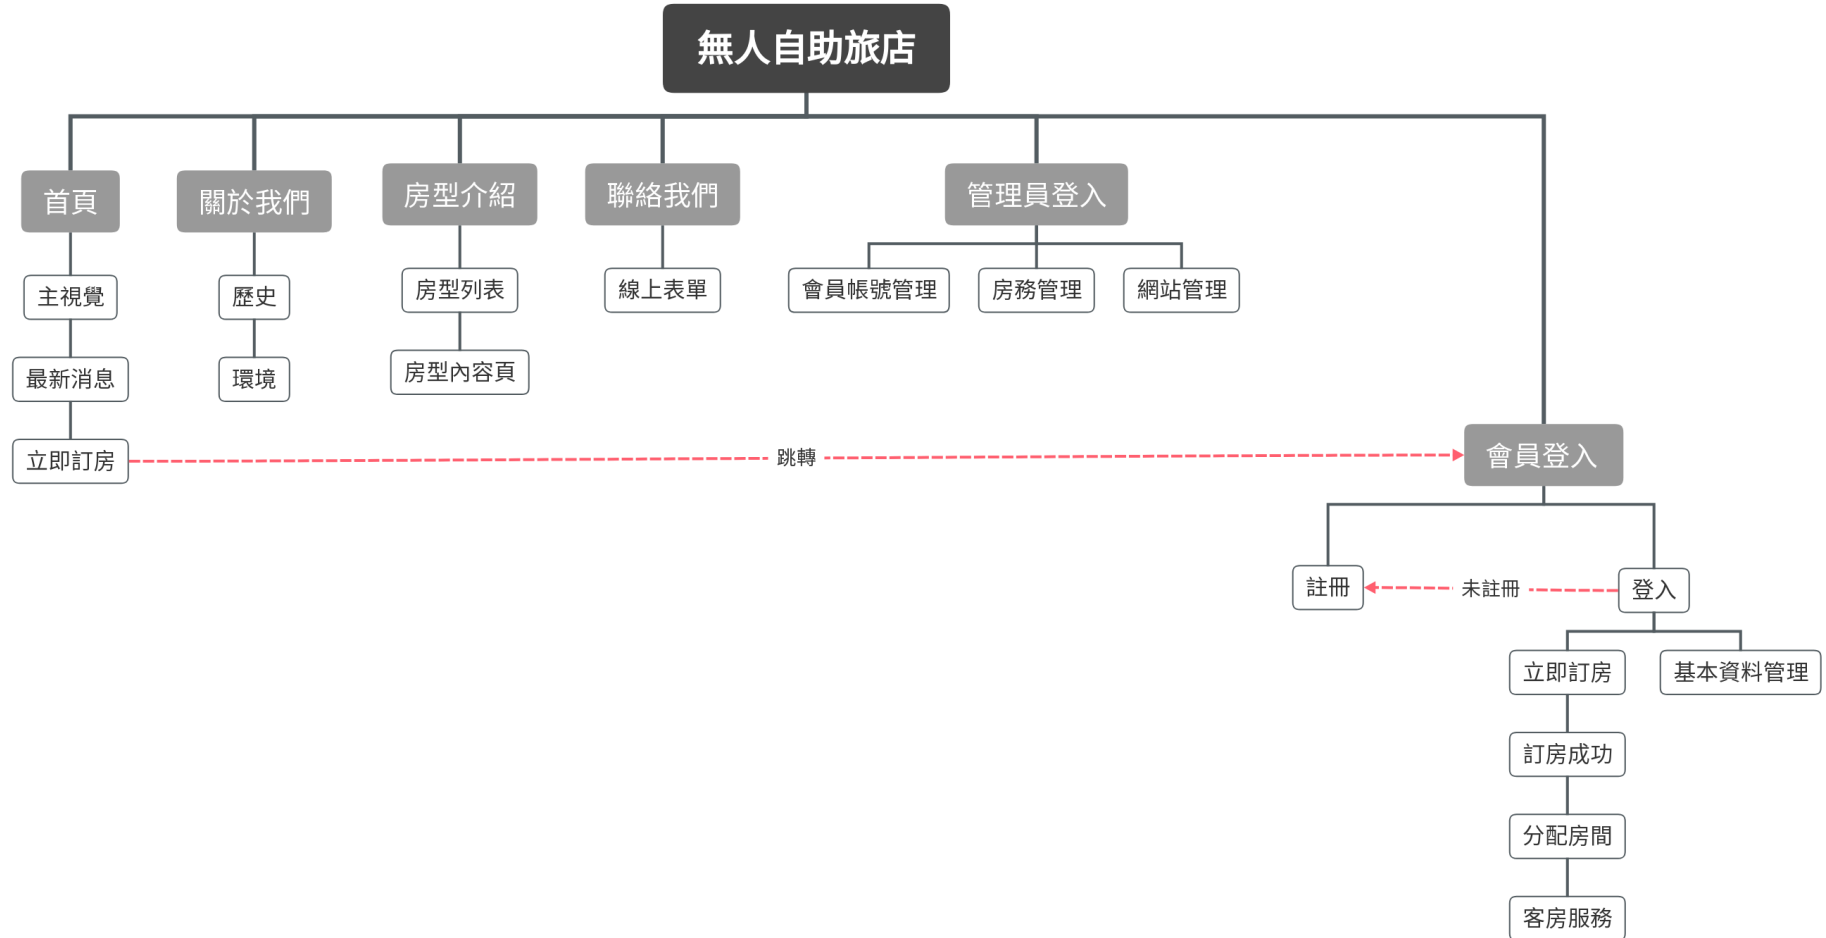 無人自助旅店
首頁
關於我們
房型介紹
聯絡我們
管理員登入
主視覺
歷史
房型列表
線上表單
會員帳號管理
房務管理
網站管理
最新消息
環境
房型內容頁
立即訂房
跳轉
會員登入
註冊
未註冊
登入
立即訂房
基本資料管理
訂房成功
分配房間
客房服務